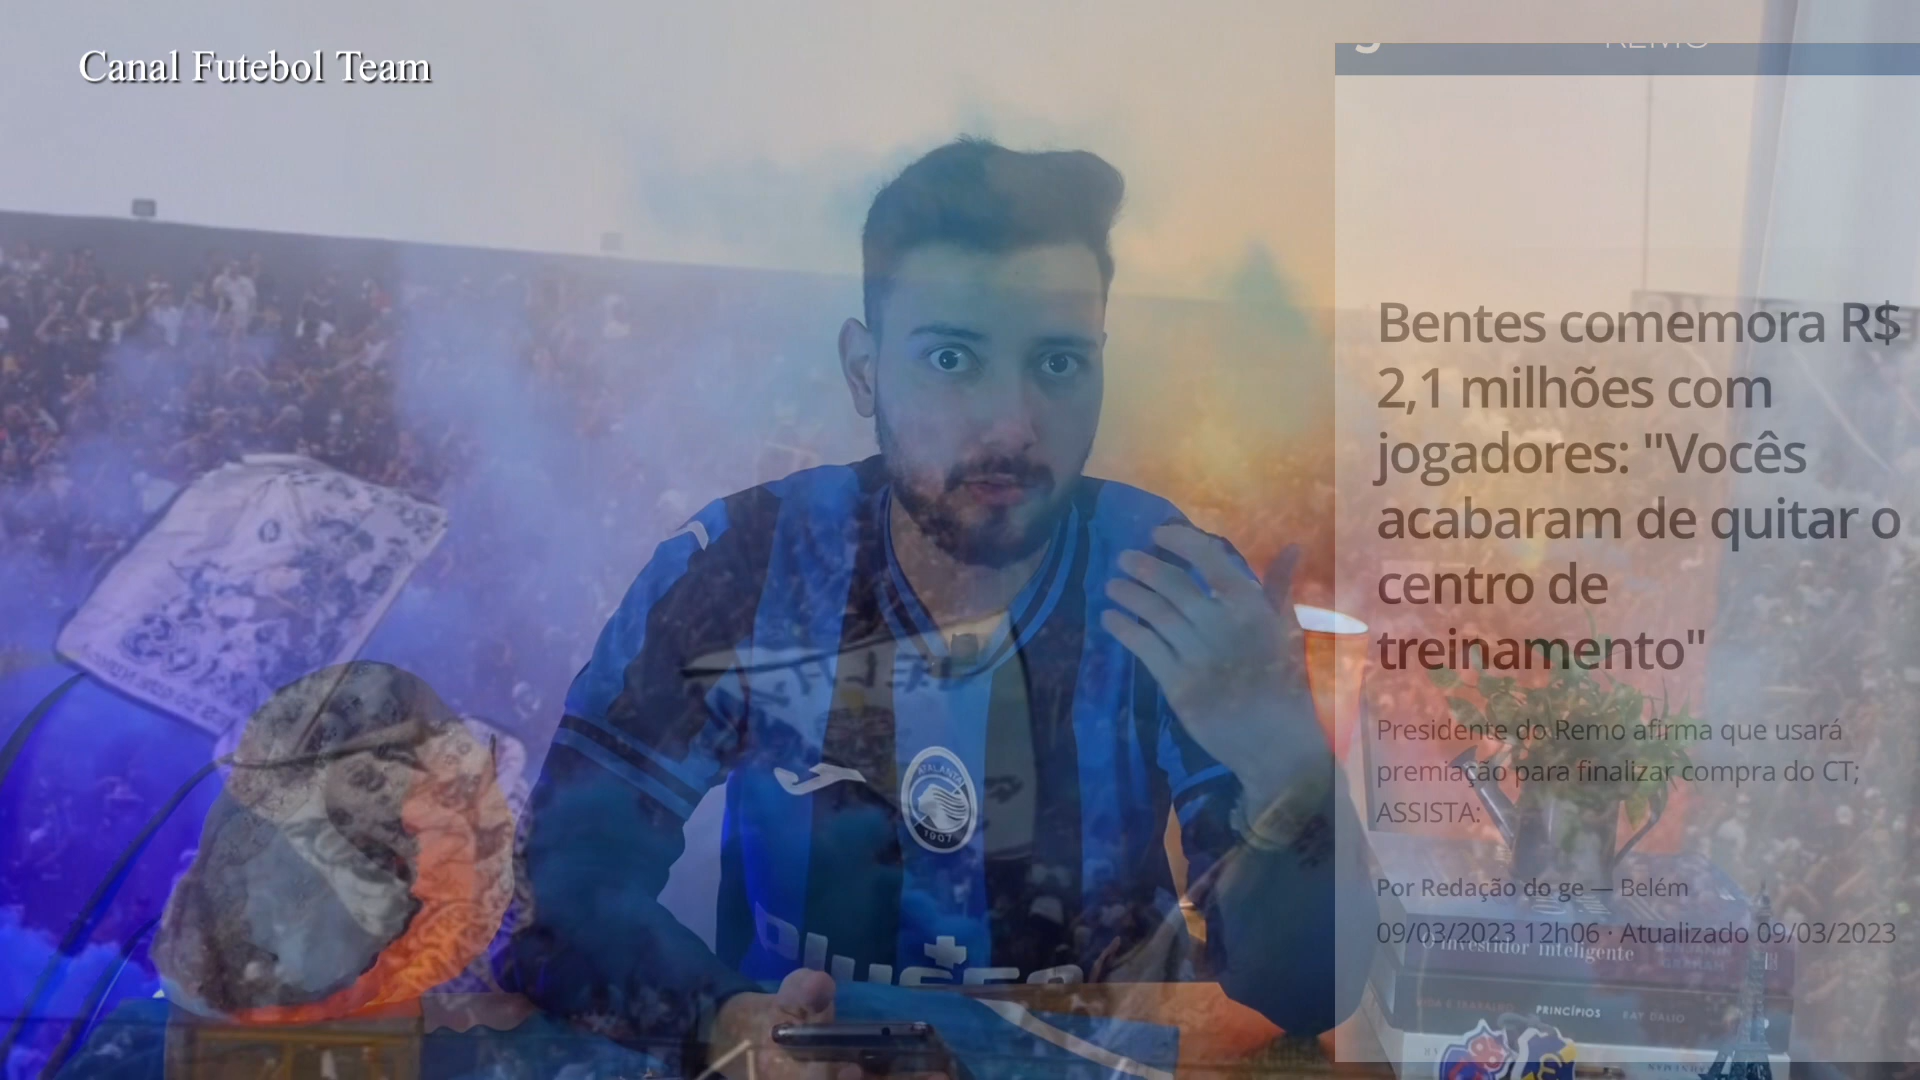 Canal Futebol Team
REMO
Bentes comemora R$
2,1 milhões com
jogadores: "Vocês
acabaram de quitar o
centro de
treinamento"
Presidente do Remo afirma que usará
premiação para finalizar compra do CT;
ASSISTA:
Por Redação do ge — Belém
09/03/2023 12h06 · Atualizado 09/03/2023
ATALANTA
1907
Plus500
O investidor inteligente
PRINCÍPIOS RAY DALIO